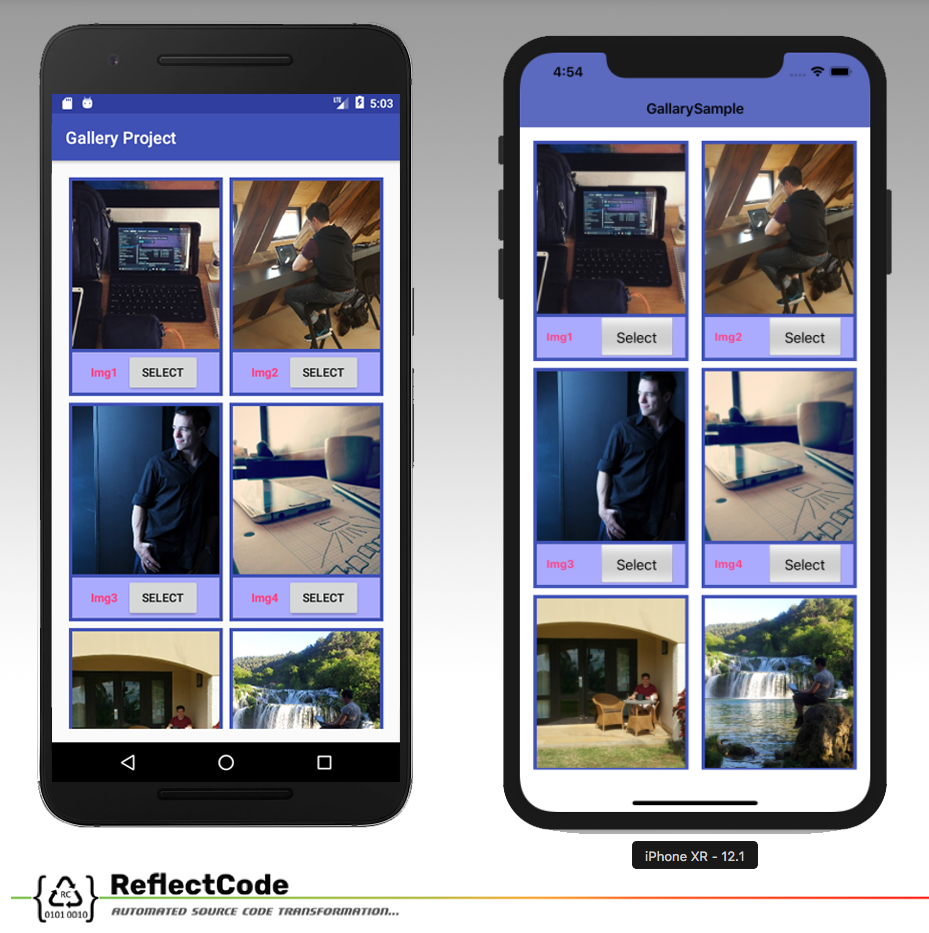 LTE 5:03
Gallery Project
Img1 SELECT
Img2 SELECT
Img3 SELECT
Img4 SELECT
4:54
GallarySample
Img1 Select
Img2 Select
Img3 Select
Img4 Select
iPhone XR - 12.1
RC
0101 0010
ReflectCode
AUTOMATED SOURCE CODE TRANSFORMATION...